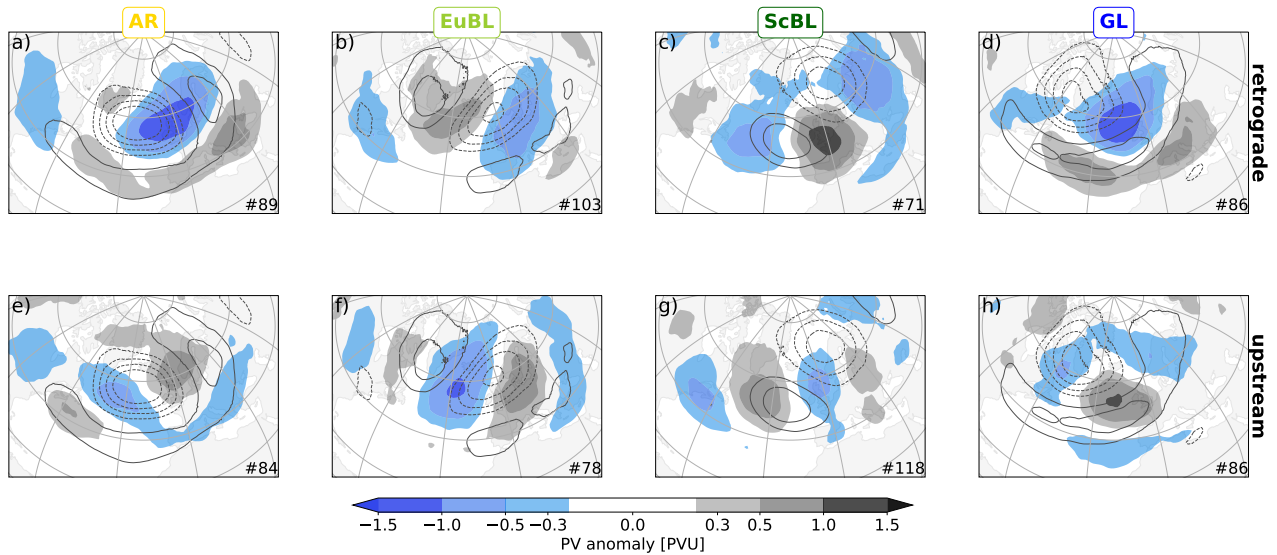 AR
EuBL
ScBL
GL
a)
b)
c)
d)
retrograde
#89
#103
#71
#86
e)
f)
g)
h)
upstream
#84
#78
#118
#86
−1.5 −1.0 −0.5 −0.3 0.0 0.3 0.5 1.0 1.5
PV anomaly [PVU]